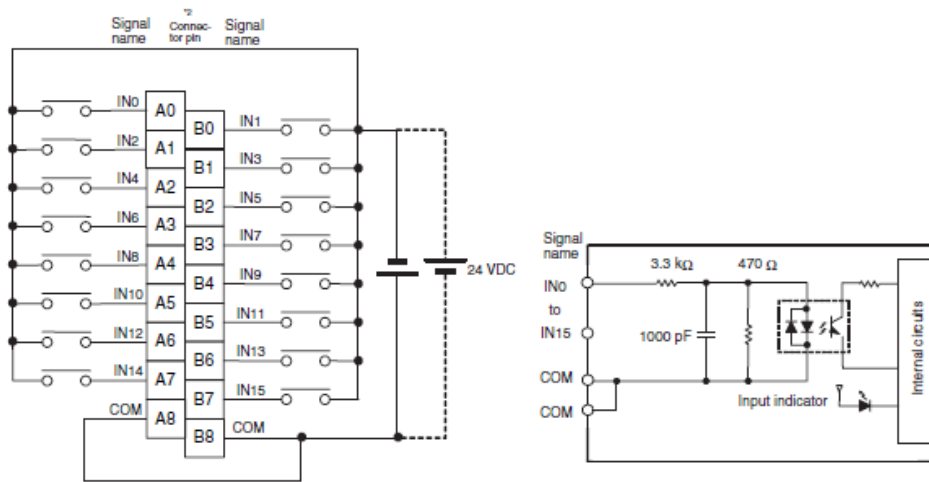 *2
Signal Connec- Signal
name tor pin name
IN0 A0
B0 IN1
IN2 A1
B1 IN3
IN4 A2
B2 IN5
IN6 A3
B3 IN7
IN8 A4
B4 IN9
IN10 A5
B5 IN11
IN12 A6
B6 IN13
IN14 A7
B7 IN15
COM A8
B8 COM
24 VDC
Signal
name
3.3 kΩ 470 Ω
IN0
to
IN15
1000 pF
COM
COM
Input indicator
Internal circuits